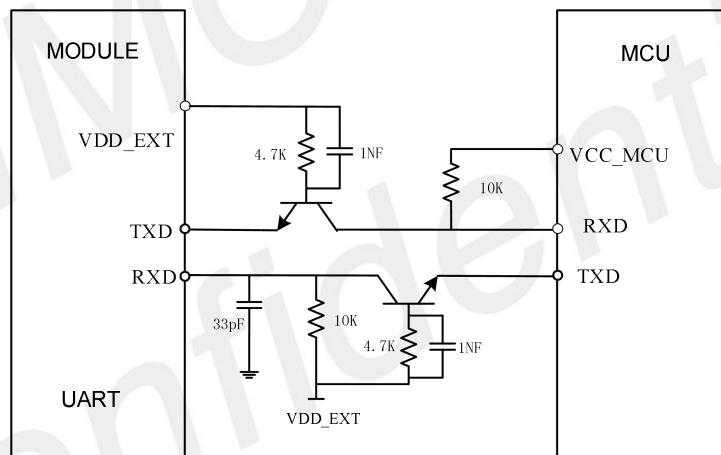 MODULE
MCU
VDD_EXT
4.7K
1NF
VCC_MCU
10K
TXD
RXD
RXD
TXD
33pF
10K
4.7K
1NF
UART
VDD_EXT